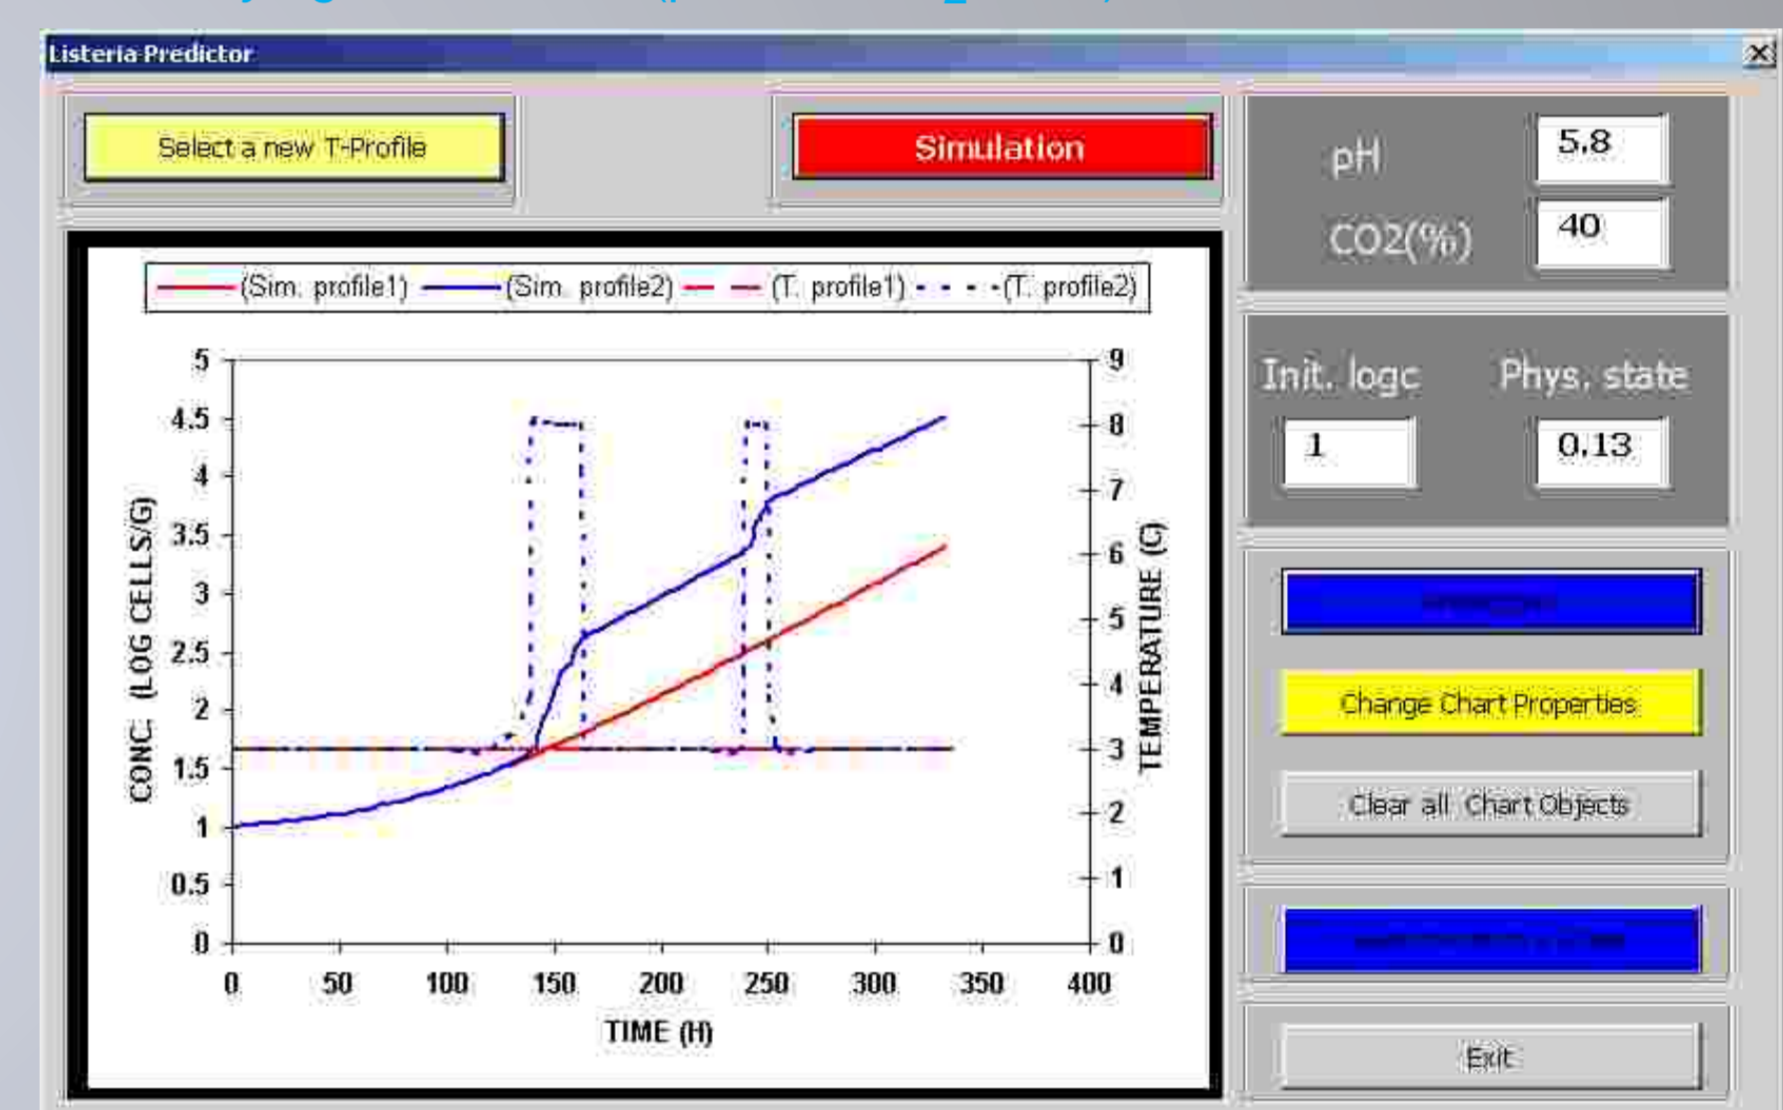 Listeria Predictor
Select a new T-Profile
Simulation
pH
5.8
CO2(%)
40
(Sim. profile1) (Sim. profile2) (T. profile1) (T. profile2)
Init. logc
Phys. state
1
0.13
5
4.5
4
3.5
3
2.5
2
1.5
1
0.5
0
CONC. (LOG CELLS/G)
9
8
7
6
5
4
3
2
1
0
TEMPERATURE (C)
0 50 100 150 200 250 300 350 400
TIME (H)
Change Chart Properties
Clear all Chart Objects
Exit